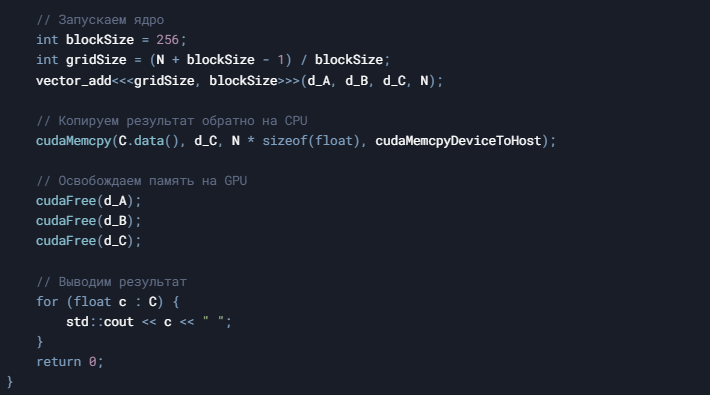 // Запускаем ядро
int blockSize = 256;
int gridSize = (N + blockSize - 1) / blockSize;
vector_add<<<gridSize, blockSize>>>(d_A, d_B, d_C, N);
// Копируем результат обратно на CPU
cudaMemcpy(C.data(), d_C, N * sizeof(float), cudaMemcpyDeviceToHost);
// Освобождаем память на GPU
cudaFree(d_A);
cudaFree(d_B);
cudaFree(d_C);
// Выводим результат
for (float c : C) {
std::cout << c << " ";
}
return 0;
}